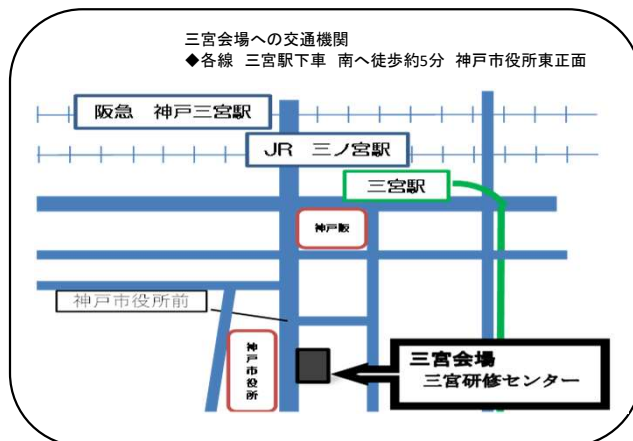 三宮会場への交通機関
◆各線 三宮駅下車 南へ徒歩約5分 神戸市役所東正面
阪急 神戸三宮駅
JR 三ノ宮駅
三宮駅
神戸阪
神戸市役所前
神戸市役所
三宮会場
三宮研修センター